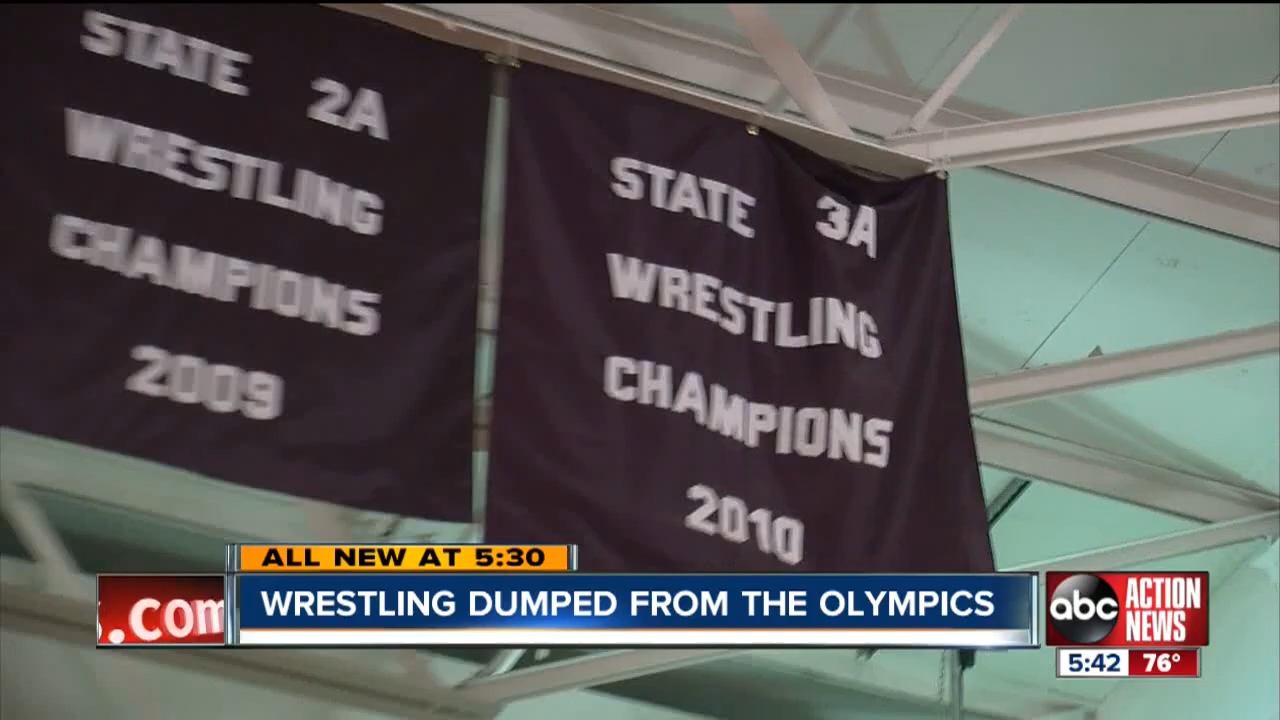 STATE 2A
WRESTLING
CHAMPIONS
2009
STATE 3A
WRESTLING
CHAMPIONS
2010
ALL NEW AT 5:30
WRESTLING DUMPED FROM THE OLYMPICS
.com
abc ACTION
NEWS
5:42 76°